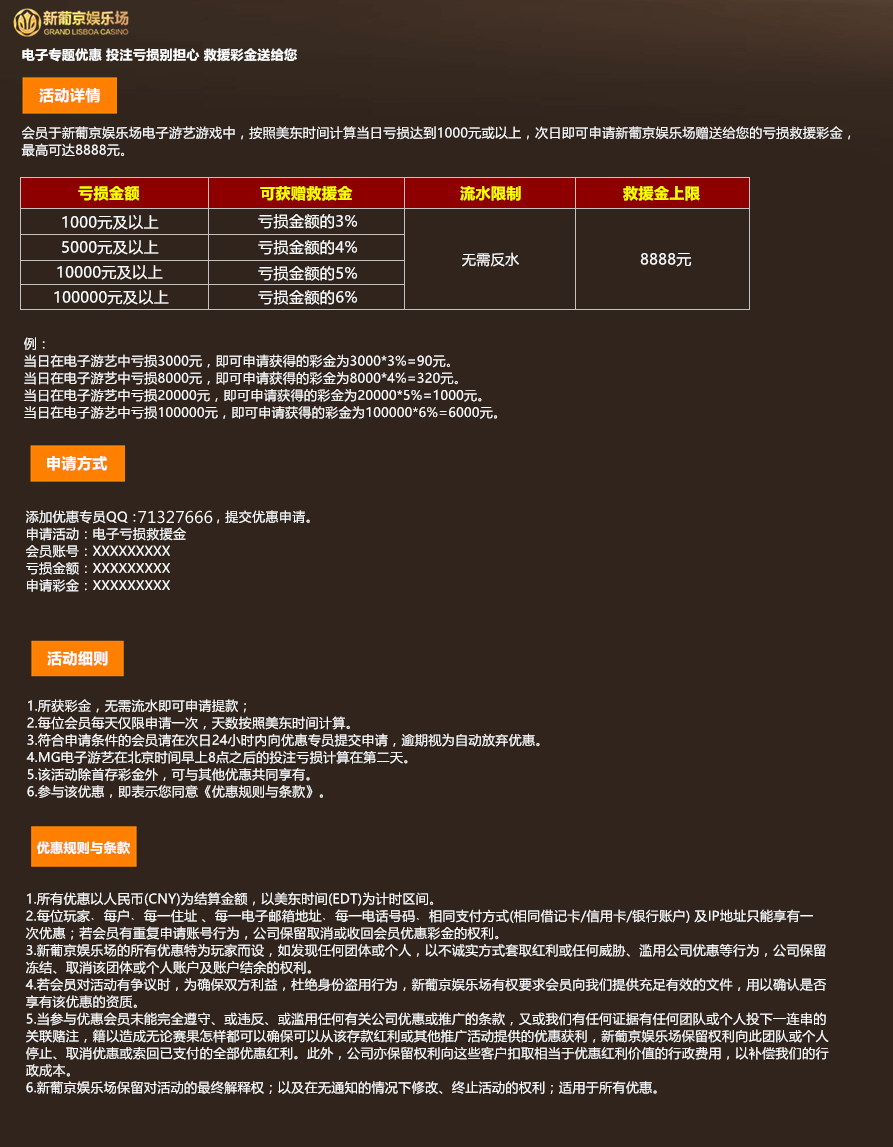 新葡京娱乐场
GRAND LISBOA CASINO
电子专题优惠 投注亏损别担心 救援彩金送给您
活动详情
会员于新葡京娱乐场电子游艺游戏中，按照美东时间计算当日亏损达到1000元或以上，次日即可申请新葡京娱乐场赠送给您的亏损救援彩金，
最高可达8888元。
亏损金额 可获赠救援金 流水限制 救援金上限
1000元及以上 亏损金额的3%
5000元及以上 亏损金额的4%
无需反水 8888元
10000元及以上 亏损金额的5%
100000元及以上 亏损金额的6%
例：
当日在电子游艺中亏损3000元，即可申请获得的彩金为3000*3%=90元。
当日在电子游艺中亏损8000元，即可申请获得的彩金为8000*4%=320元。
当日在电子游艺中亏损20000元，即可申请获得的彩金为20000*5%=1000元。
当日在电子游艺中亏损100000元，即可申请获得的彩金为100000*6%=6000元。
申请方式
添加优惠专员QQ：71327666，提交优惠申请。
申请活动：电子亏损救援金
会员账号：XXXXXXXXX
亏损金额：XXXXXXXXX
申请彩金：XXXXXXXXX
活动细则
1.所获彩金，无需流水即可申请提款；
2.每位会员每天仅限申请一次，天数按照美东时间计算。
3.符合申请条件的会员请在次日24小时内向优惠专员提交申请，逾期视为自动放弃优惠。
4.MG电子游艺在北京时间早上8点之后的投注亏损计算在第二天。
5.该活动除首存彩金外，可与其他优惠共同享有。
6.参与该优惠，即表示您同意《优惠规则与条款》。
优惠规则与条款
1.所有优惠以人民币(CNY)为结算金额，以美东时间(EDT)为计时区间。
2.每位玩家、每户、每一住址 、每一电子邮箱地址、每一电话号码、相同支付方式(相同借记卡/信用卡/银行账户) 及IP地址只能享有一
次优惠；若会员有重复申请账号行为，公司保留取消或收回会员优惠彩金的权利。
3.新葡京娱乐场的所有优惠特为玩家而设，如发现任何团体或个人，以不诚实方式套取红利或任何威胁、滥用公司优惠等行为，公司保留
冻结、取消该团体或个人账户及账户结余的权利。
4.若会员对活动有争议时，为确保双方利益，杜绝身份盗用行为，新葡京娱乐场有权要求会员向我们提供充足有效的文件，用以确认是否
享有该优惠的资质。
5.当参与优惠会员未能完全遵守、或违反、或滥用任何有关公司优惠或推广的条款，又或我们有任何证据有任何团队或个人投下一连串的
关联赌注，籍以造成无论赛果怎样都可以确保可以从该存款红利或其他推广活动提供的优惠获利，新葡京娱乐场保留权利向此团队或个人
停止、取消优惠或索回已支付的全部优惠红利。此外，公司亦保留权利向这些客户扣取相当于优惠红利价值的行政费用，以补偿我们的行
政成本。
6.新葡京娱乐场保留对活动的最终解释权；以及在无通知的情况下修改、终止活动的权利；适用于所有优惠。